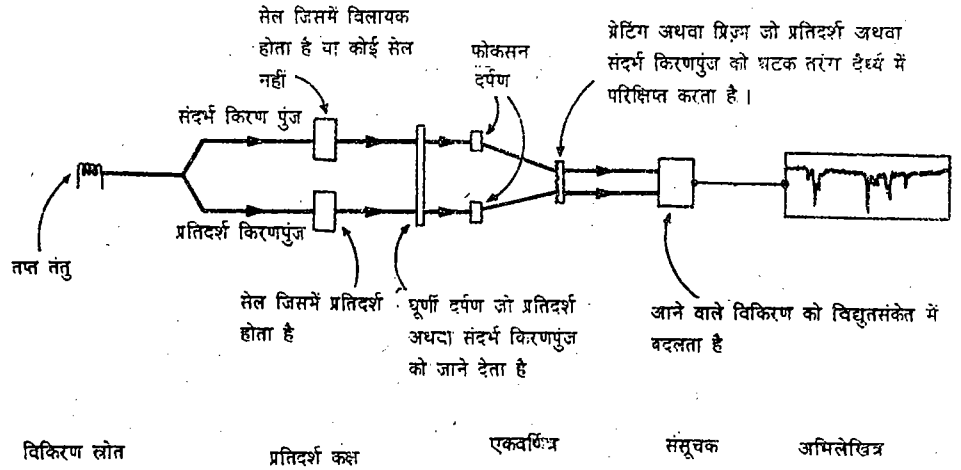 सेल जिसमें विलायक
होता है या कोई सेल
नहीं
फोकसन
दर्पण
ग्रेटिंग अथवा प्रिज़्म जो प्रतिदर्श अथवा
संदर्भ किरणपुंज को घटक तरंग दैर्ध्य में
परिक्षिप्त करता है।
संदर्भ किरण पुंज
प्रतिदर्श किरणपुंज
तप्त तंतु
सेल जिसमें प्रतिदर्श
होता है
घूर्णी दर्पण जो प्रतिदर्श
अथवा संदर्भ किरणपुंज
को जाने देता है
आने वाले विकिरण को विद्युतसंकेत में
बदलता है
विकिरण स्रोत
प्रतिदर्श कक्ष
एकवर्णित्र
संसूचक
अभिलेखित्र